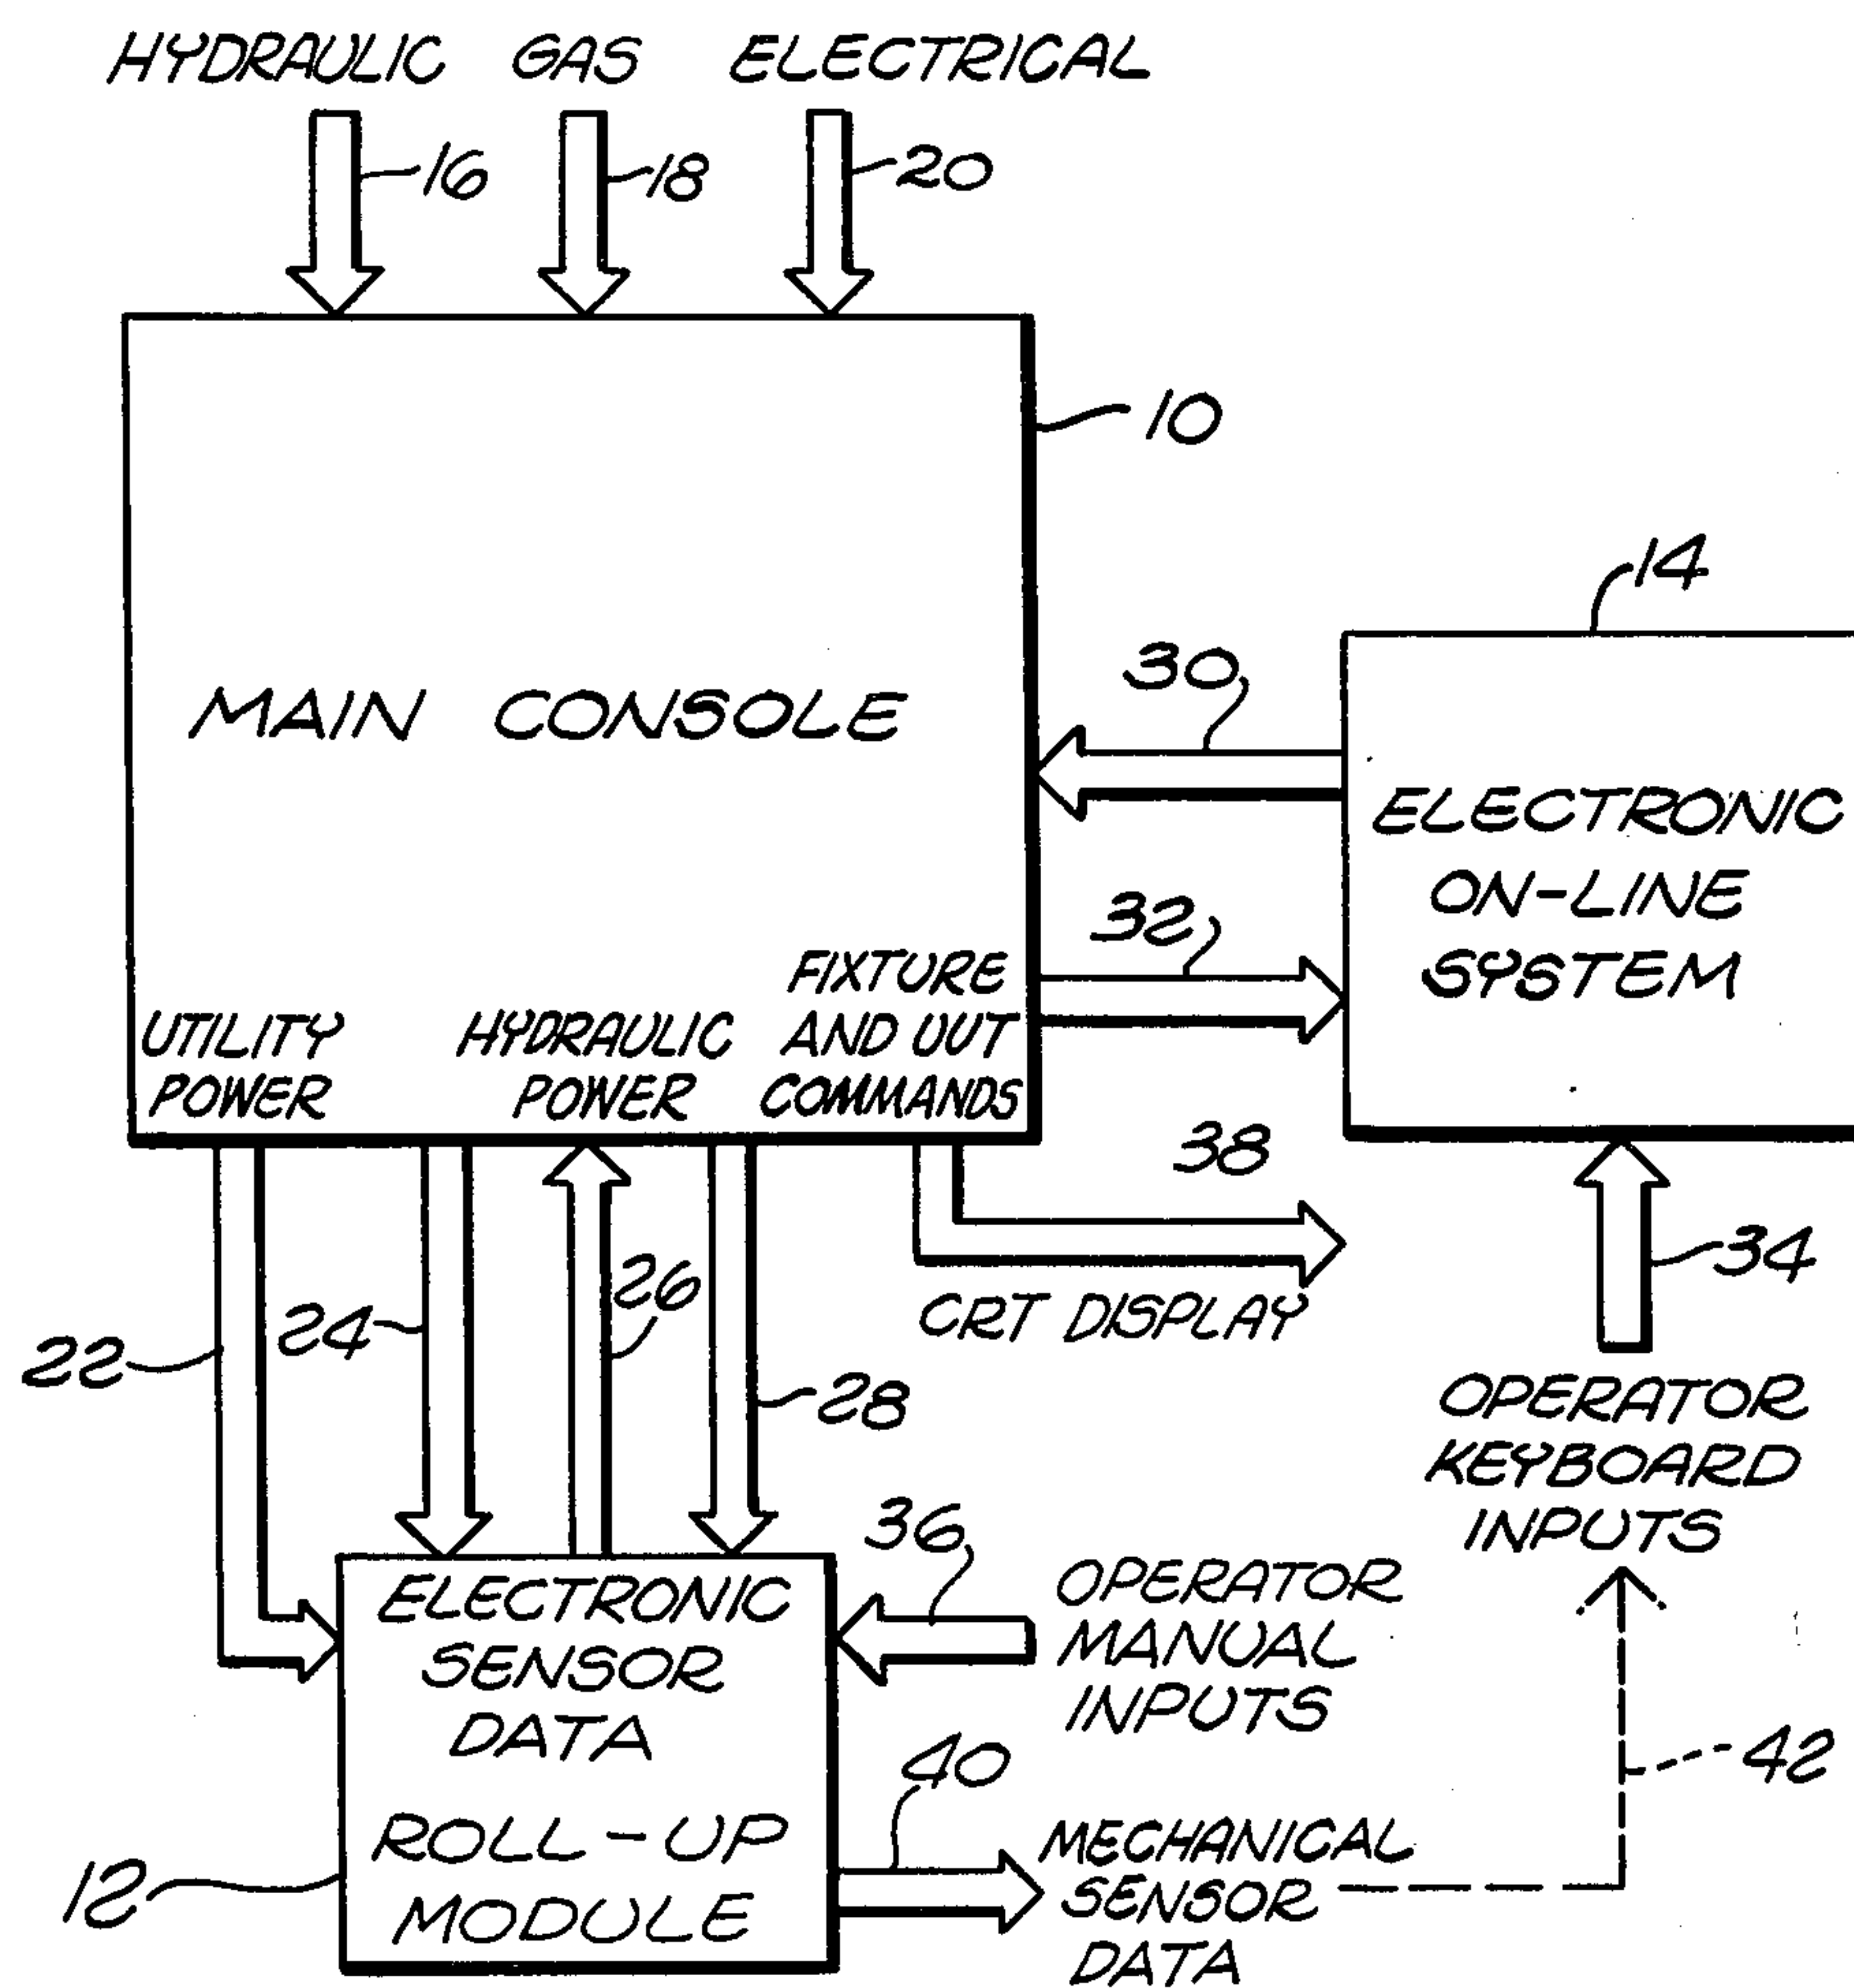 HYDRAULIC GAS ELECTRICAL
16 18 20
10
14
MAIN CONSOLE
30
ELECTRONIC
ON-LINE
SYSTEM
32
UTILITY
POWER
HYDRAULIC
POWER
FIXTURE
AND UUT
COMMANDS
38
CRT DISPLAY
34
OPERATOR
KEYBOARD
INPUTS
22
24
26
28
36
OPERATOR
MANUAL
INPUTS
ELECTRONIC
SENSOR
DATA
ROLL-UP
MODULE
12
40
MECHANICAL
SENSOR
DATA
42